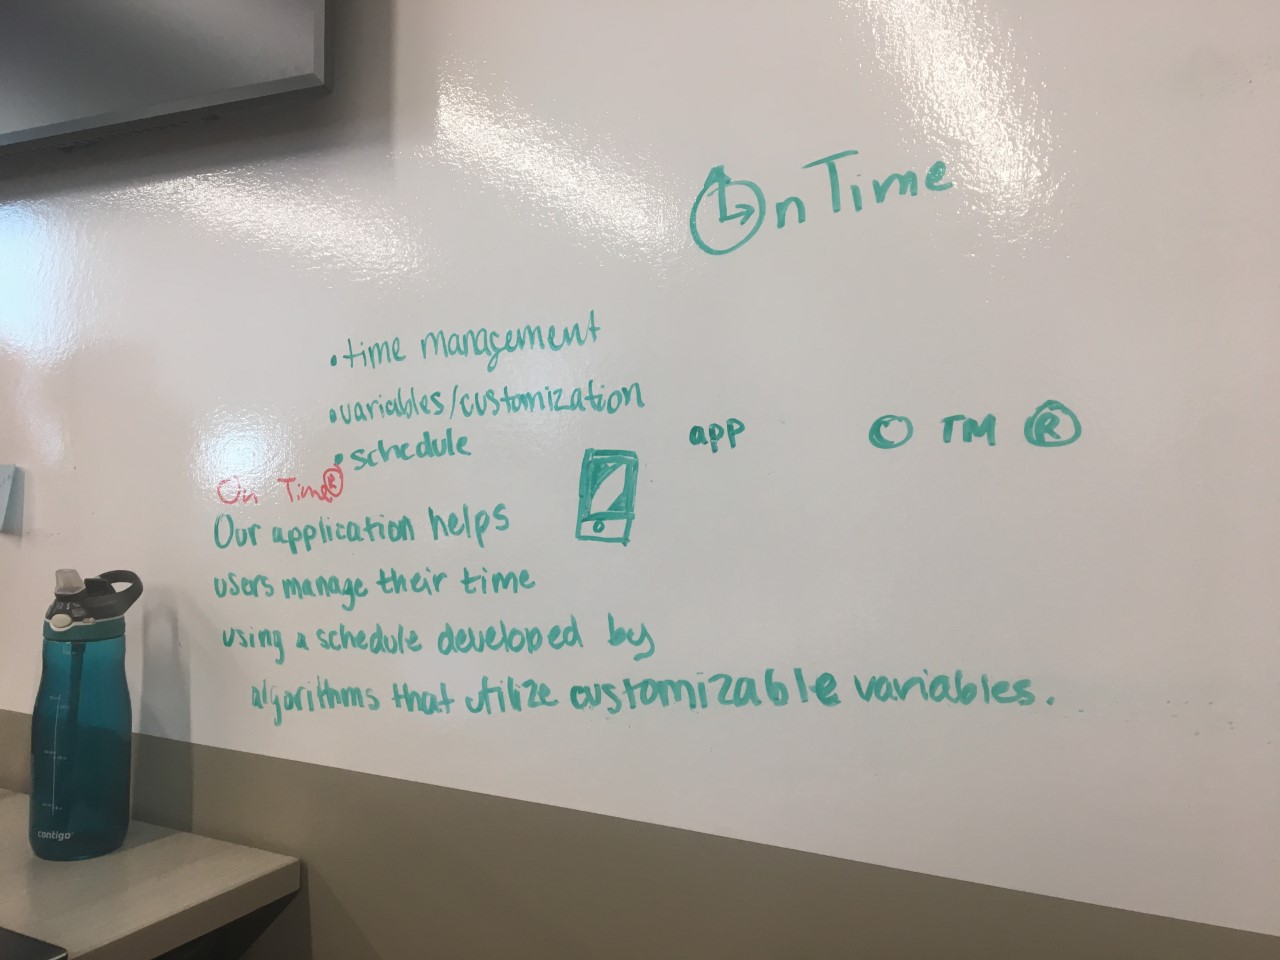 OnTime
• time management
• variables/customization
• schedule
app
© TM ®
On Time®
Our application helps
users manage their time
using a schedule developed by
algorithms that utilize customizable variables.
contigo